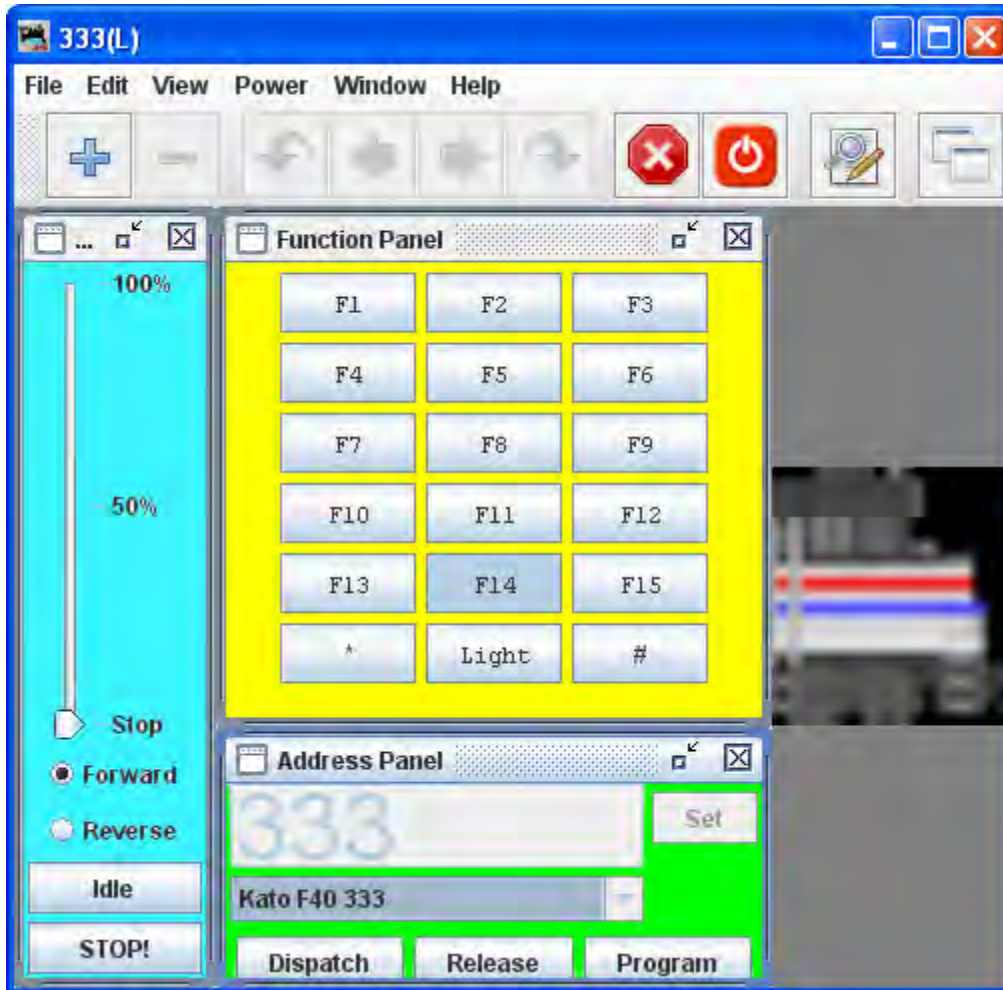 333(L)
File Edit View Power Window Help
...
Function Panel
100%
50%
Stop
Forward
Reverse
Idle
STOP!
F1 F2 F3
F4 F5 F6
F7 F8 F9
F10 F11 F12
F13 F14 F15
* Light #
Address Panel
333 Set
Kato F40 333
Dispatch Release Program